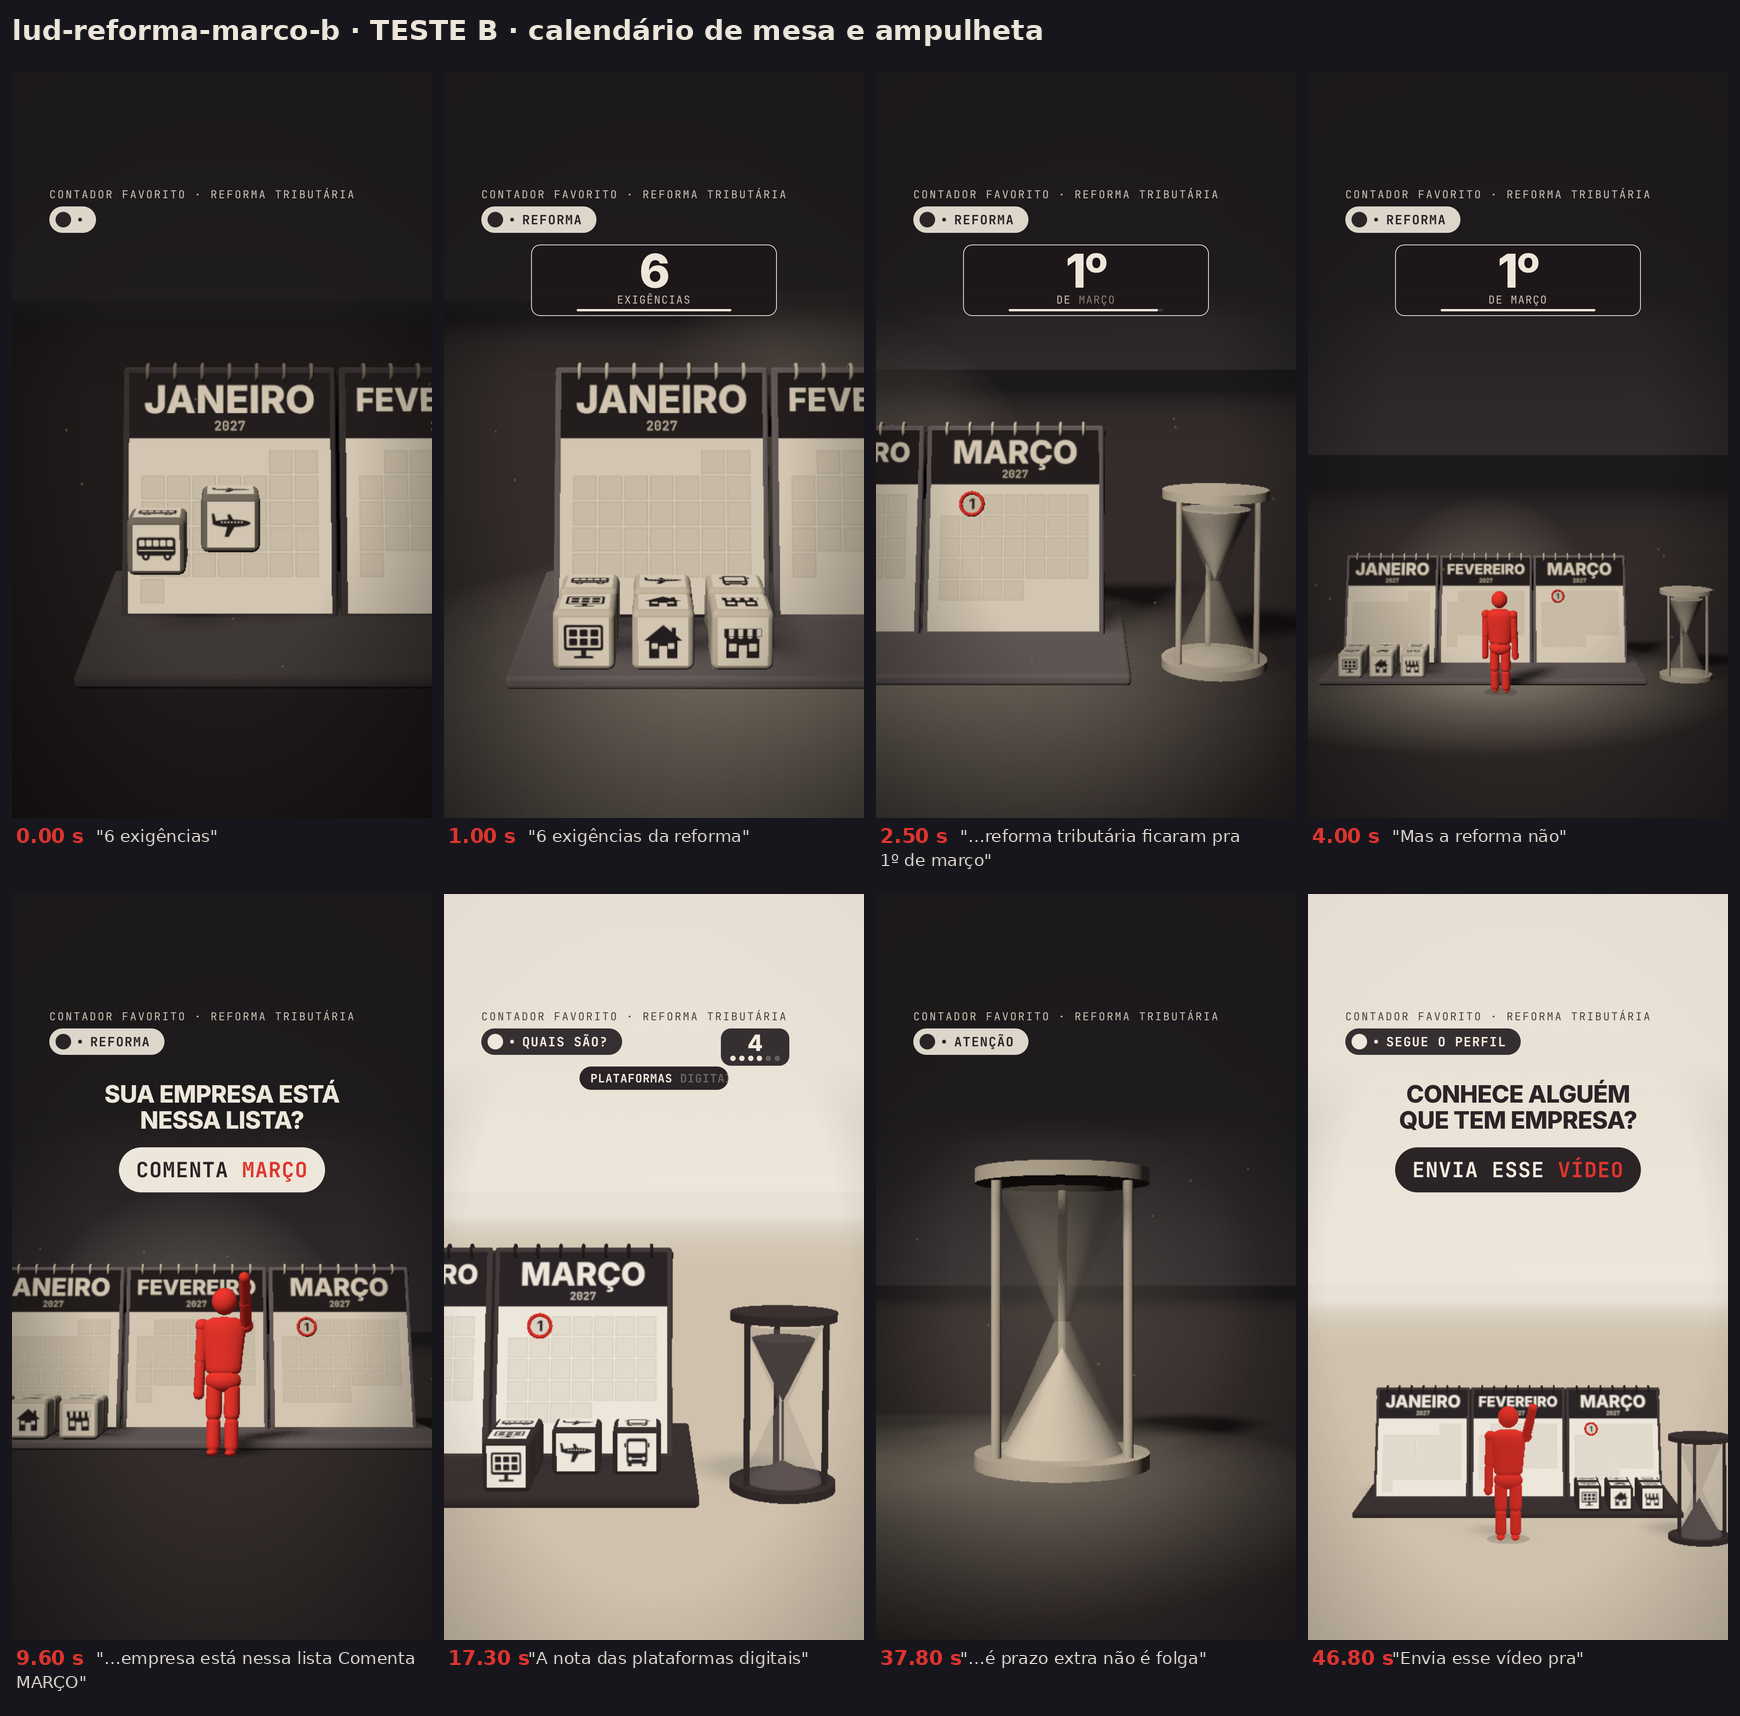 lud-reforma-marco-b · TESTE B · calendário de mesa e ampulheta
CONTADOR FAVORITO · REFORMA TRIBUTÁRIA
JANEIRO
2027
FEVE
0.00 s "6 exigências"
CONTADOR FAVORITO · REFORMA TRIBUTÁRIA
• REFORMA
6
EXIGÊNCIAS
JANEIRO
2027
FEVE
1.00 s "6 exigências da reforma"
CONTADOR FAVORITO · REFORMA TRIBUTÁRIA
• REFORMA
1º
DE MARÇO
RO
MARÇO
2027
1
2.50 s "...reforma tributária ficaram pra
1º de março"
CONTADOR FAVORITO · REFORMA TRIBUTÁRIA
• REFORMA
1º
DE MARÇO
JANEIRO
2027
FEVEREIRO
2027
MARÇO
2027
1
4.00 s "Mas a reforma não"
CONTADOR FAVORITO · REFORMA TRIBUTÁRIA
• REFORMA
SUA EMPRESA ESTÁ
NESSA LISTA?
COMENTA MARÇO
ANEIRO
2027
FEVEREIRO
2027
MARÇO
2027
1
9.60 s "...empresa está nessa lista Comenta
MARÇO"
CONTADOR FAVORITO · REFORMA TRIBUTÁRIA
• QUAIS SÃO?
4
PLATAFORMAS DIGITA
RO
MARÇO
2027
1
17.30 s "A nota das plataformas digitais"
CONTADOR FAVORITO · REFORMA TRIBUTÁRIA
• ATENÇÃO
37.80 s "...é prazo extra não é folga"
CONTADOR FAVORITO · REFORMA TRIBUTÁRIA
• SEGUE O PERFIL
CONHECE ALGUÉM
QUE TEM EMPRESA?
ENVIA ESSE VÍDEO
JANEIRO
2027
FEVEREIRO
2027
MARÇO
2027
1
46.80 s "Envia esse vídeo pra"